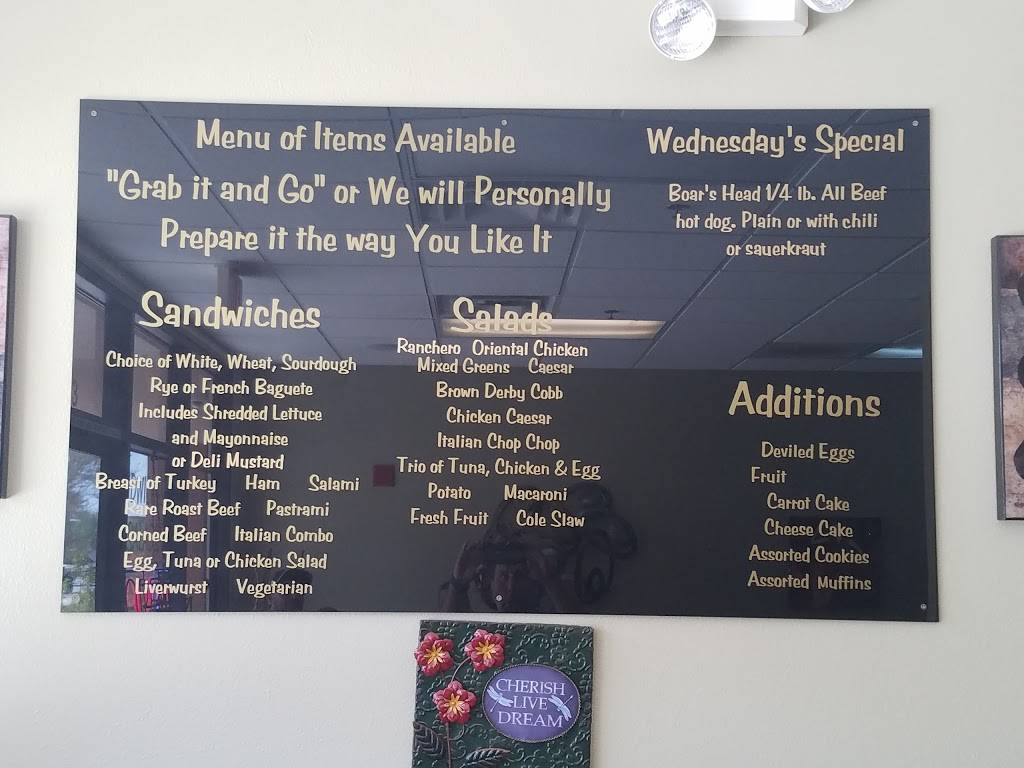 Menu of Items Available
"Grab it and Go" or We will Personally
Prepare it the way You Like It
Wednesday's Special
Boar's Head 1/4 lb. All Beef
hot dog. Plain or with chili
or sauerkraut
Sandwiches
Choice of White, Wheat, Sourdough
Rye or French Baguete
Includes Shredded Lettuce
and Mayonnaise
or Deli Mustard
Breast of Turkey Ham Salami
Rare Roast Beef Pastrami
Corned Beef Italian Combo
Egg, Tuna or Chicken Salad
Liverwurst Vegetarian
Salads
Ranchero Oriental Chicken
Mixed Greens Caesar
Brown Derby Cobb
Chicken Caesar
Italian Chop Chop
Trio of Tuna, Chicken & Egg
Potato Macaroni
Fresh Fruit Cole Slaw
Additions
Deviled Eggs
Fruit
Carrot Cake
Cheese Cake
Assorted Cookies
Assorted Muffins
CHERISH
LIVE
DREAM